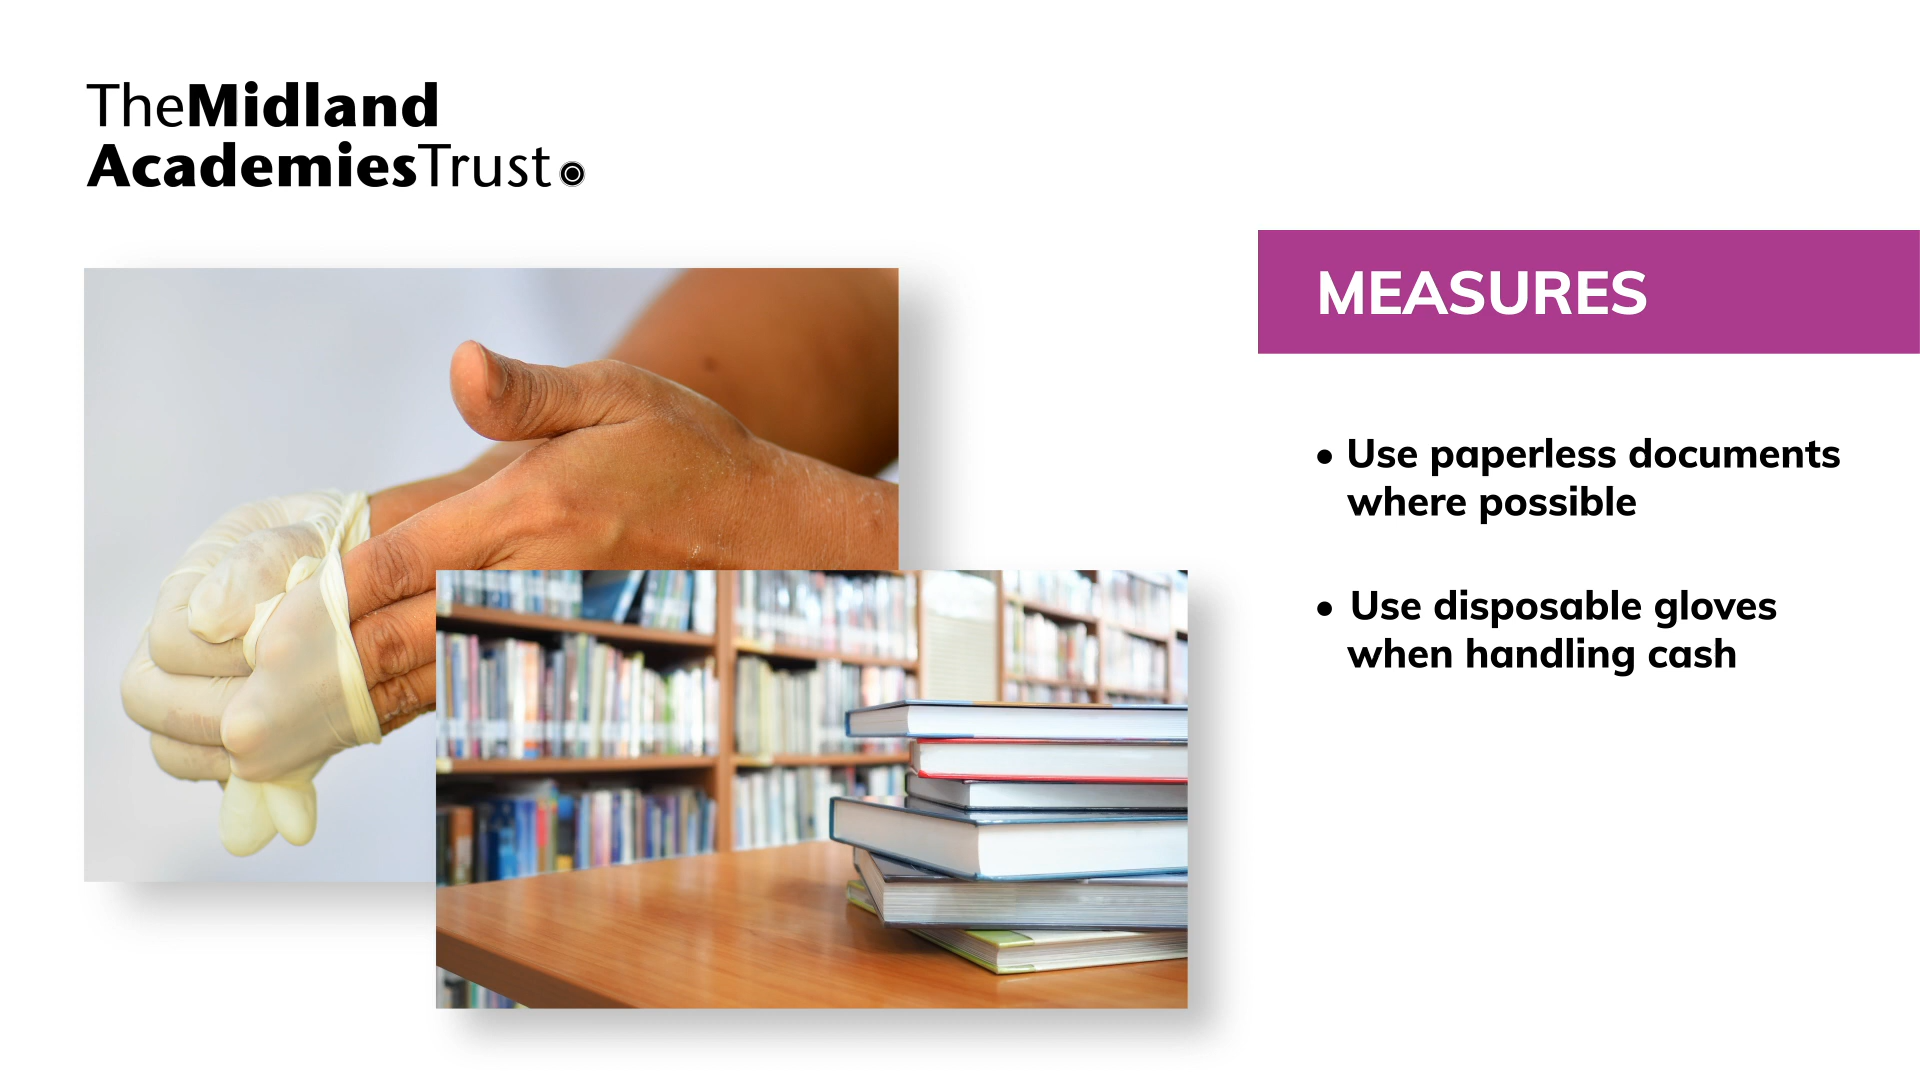 TheMidland
AcademiesTrust
MEASURES
• Use paperless documents
where possible
• Use disposable gloves
when handling cash